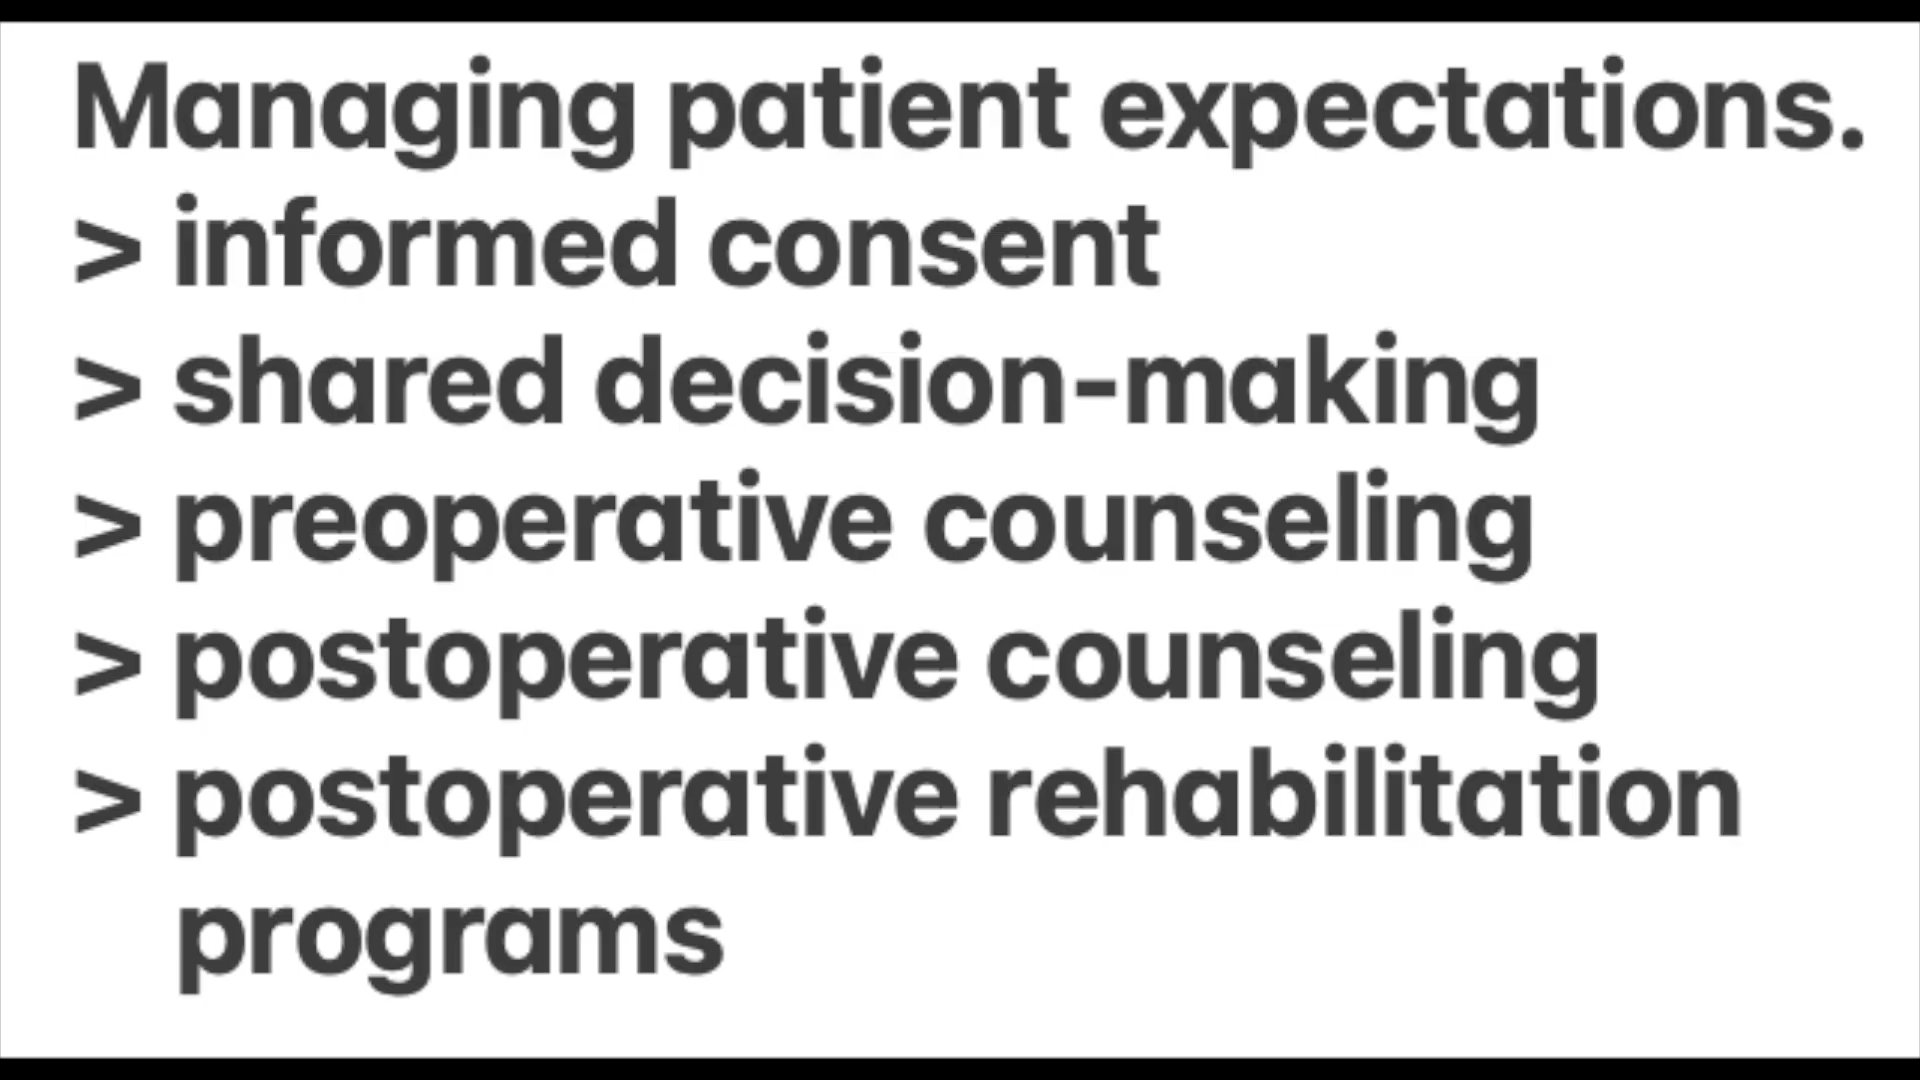 Managing patient expectations.
> informed consent
> shared decision-making
> preoperative counseling
> postoperative counseling
> postoperative rehabilitation
programs